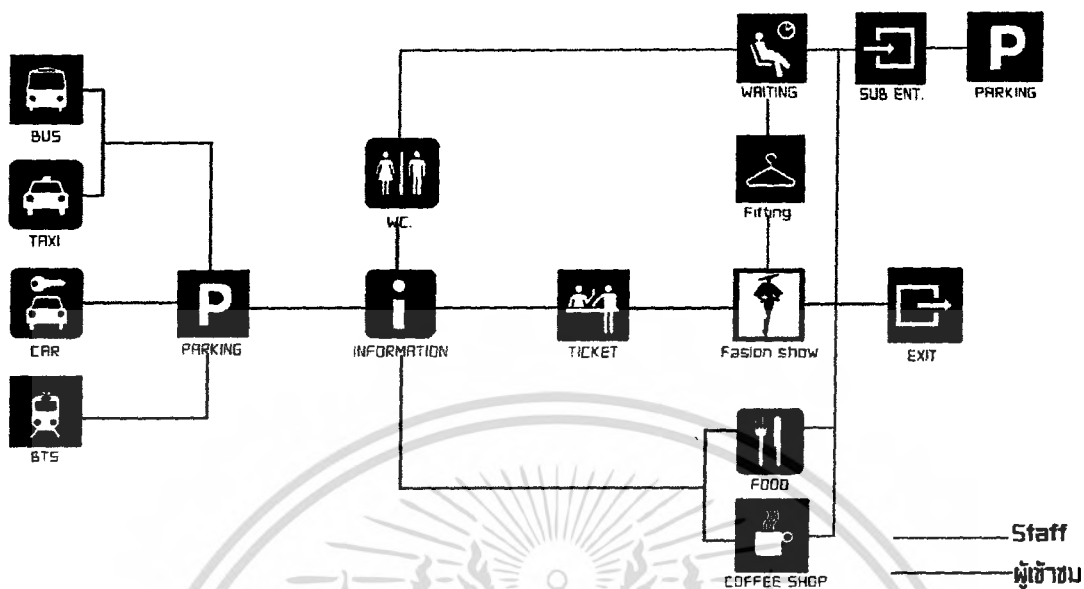 WAITING
SUB ENT.
P
PARKING
BUS
TAXI
WC.
Fitting
CAR
P
PARKING
INFORMATION
TICKET
Fasion show
EXIT
BTS
FOOD
COFFEE SHOP
Staff
ผู้เข้าชม